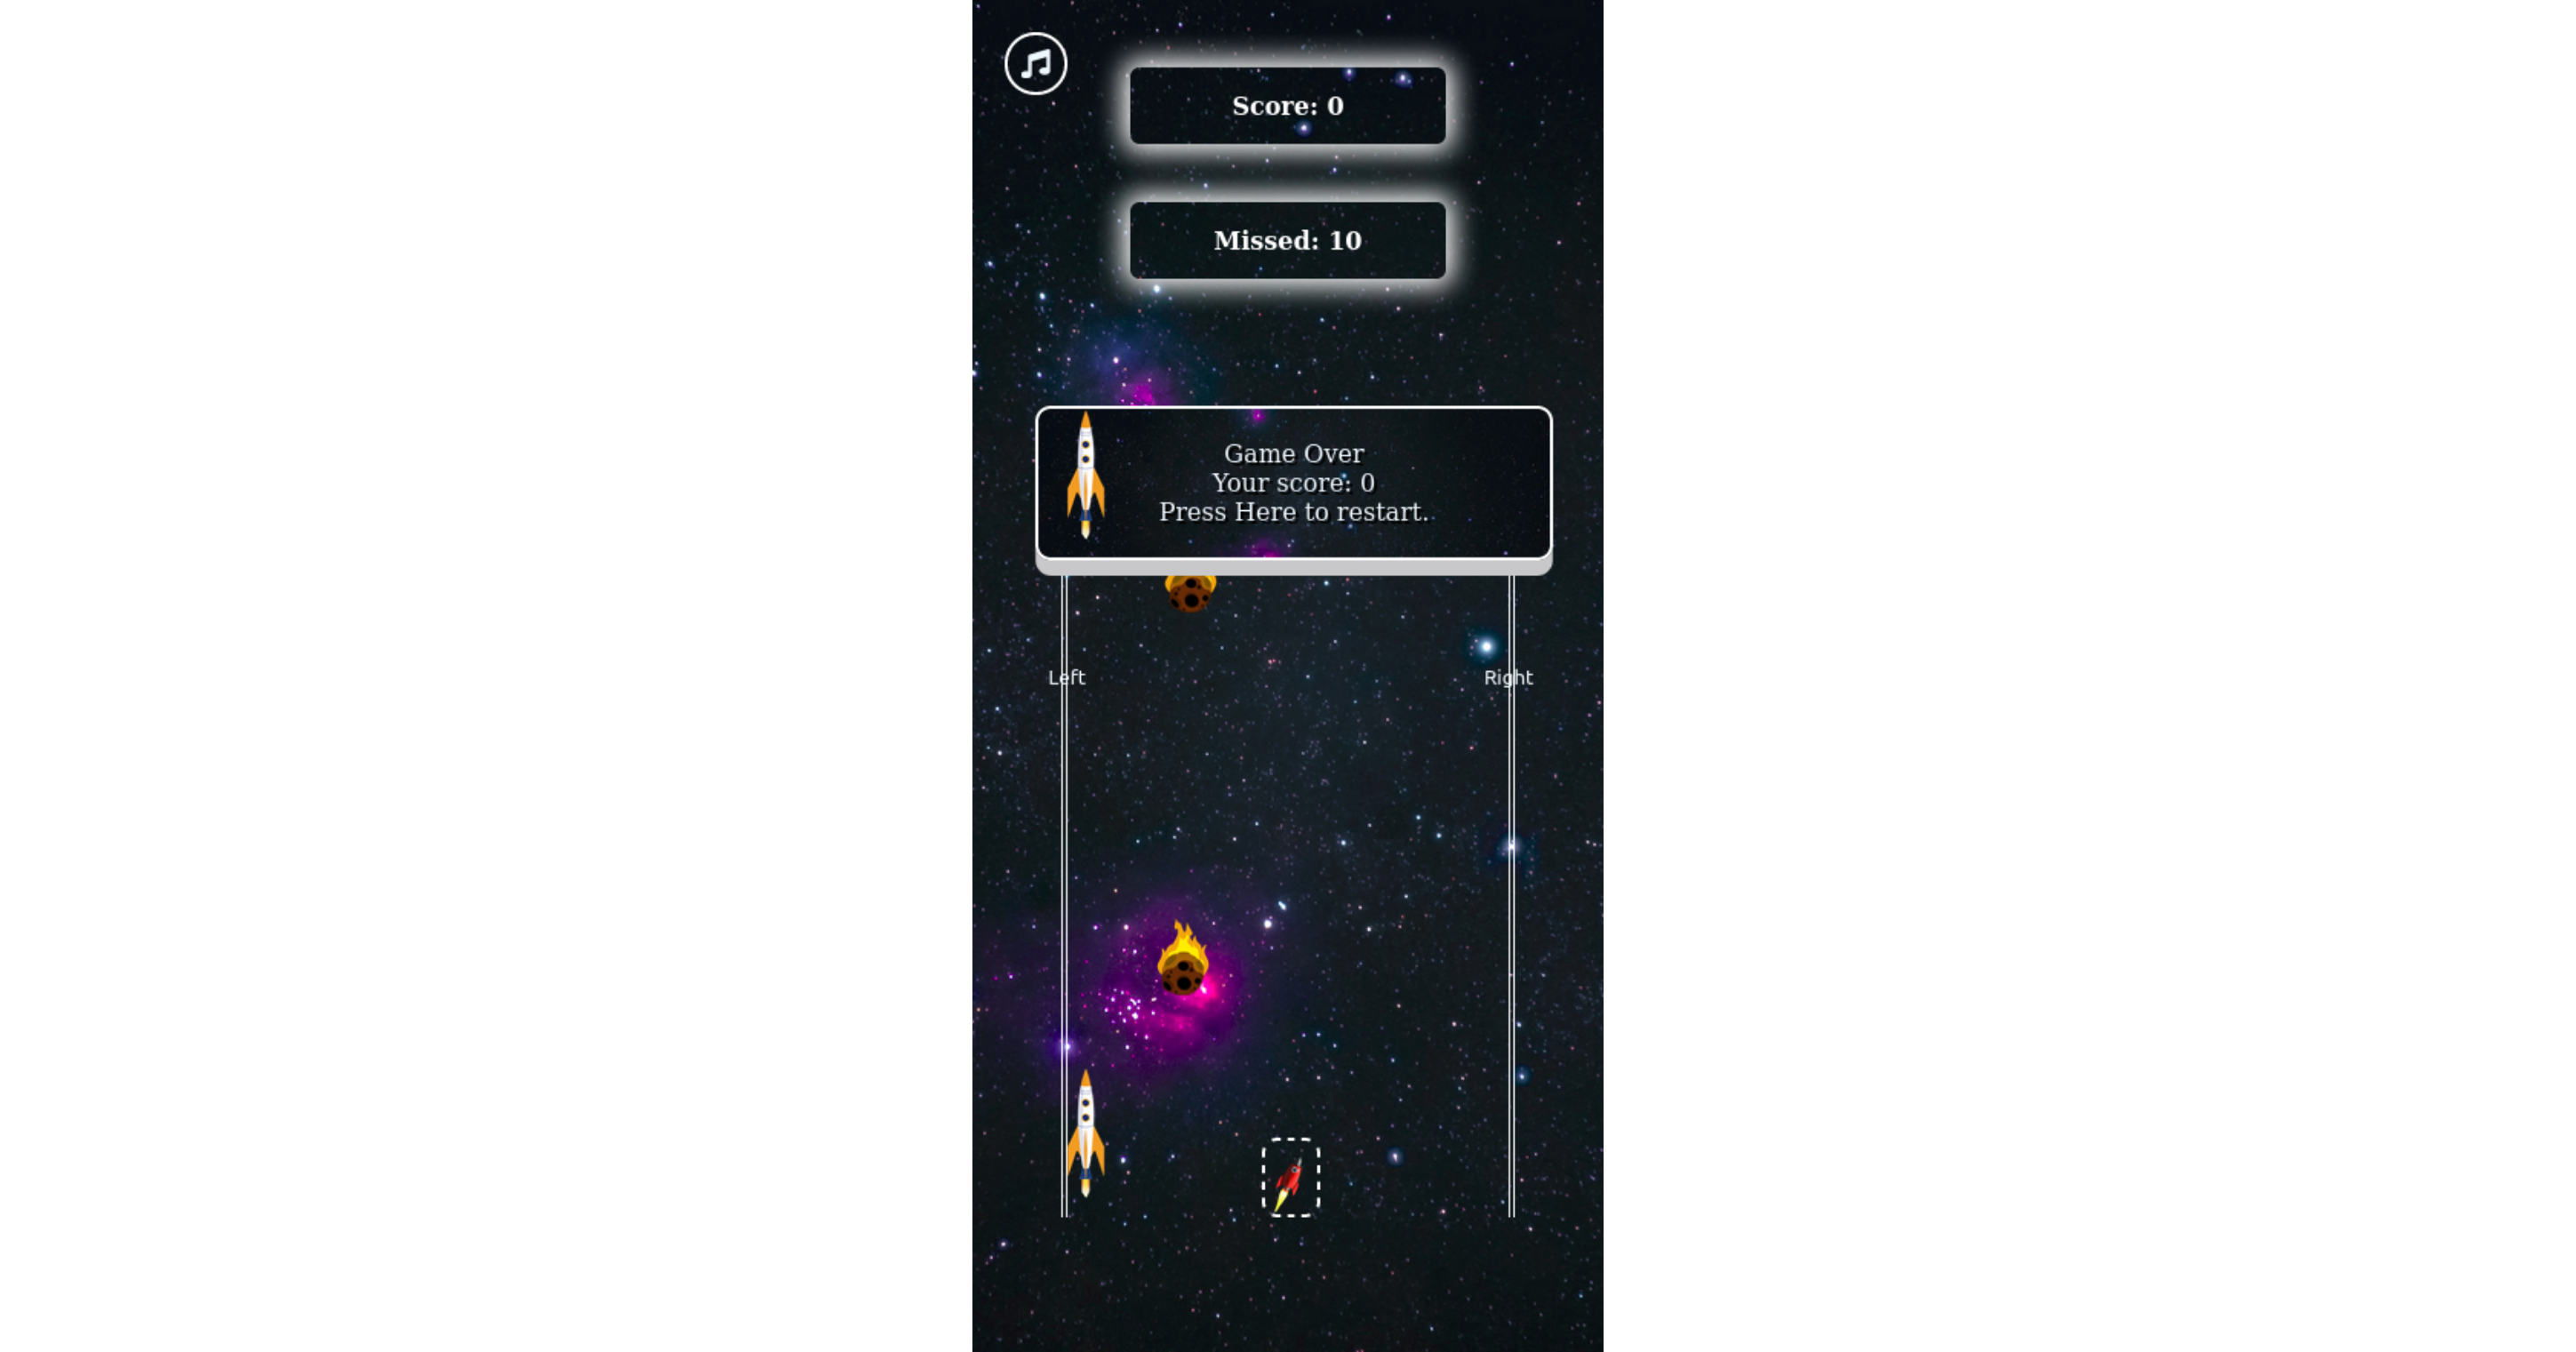 Score: 0
Missed: 10
Game Over
Your score: 0
Press Here to restart.
Left
Right